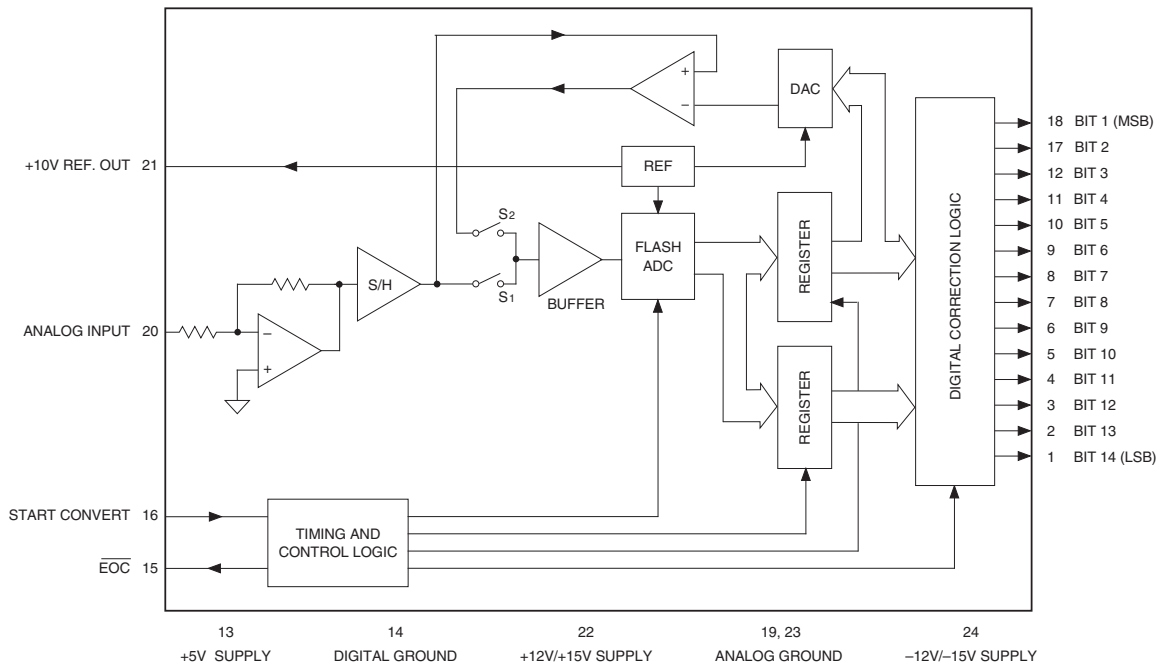 +
−
DAC
18 BIT 1 (MSB)
17 BIT 2
+10V REF. OUT 21
REF
12 BIT 3
11 BIT 4
S2
10 BIT 5
FLASH
ADC
REGISTER
9 BIT 6
S/H
8 BIT 7
S1
BUFFER
7 BIT 8
DIGITAL CORRECTION LOGIC
ANALOG INPUT 20
−
+
6 BIT 9
5 BIT 10
REGISTER
4 BIT 11
3 BIT 12
2 BIT 13
1 BIT 14 (LSB)
START CONVERT 16
TIMING AND
CONTROL LOGIC
EOC 15
13
+5V SUPPLY
14
DIGITAL GROUND
22
+12V/+15V SUPPLY
19, 23
ANALOG GROUND
24
–12V/–15V SUPPLY